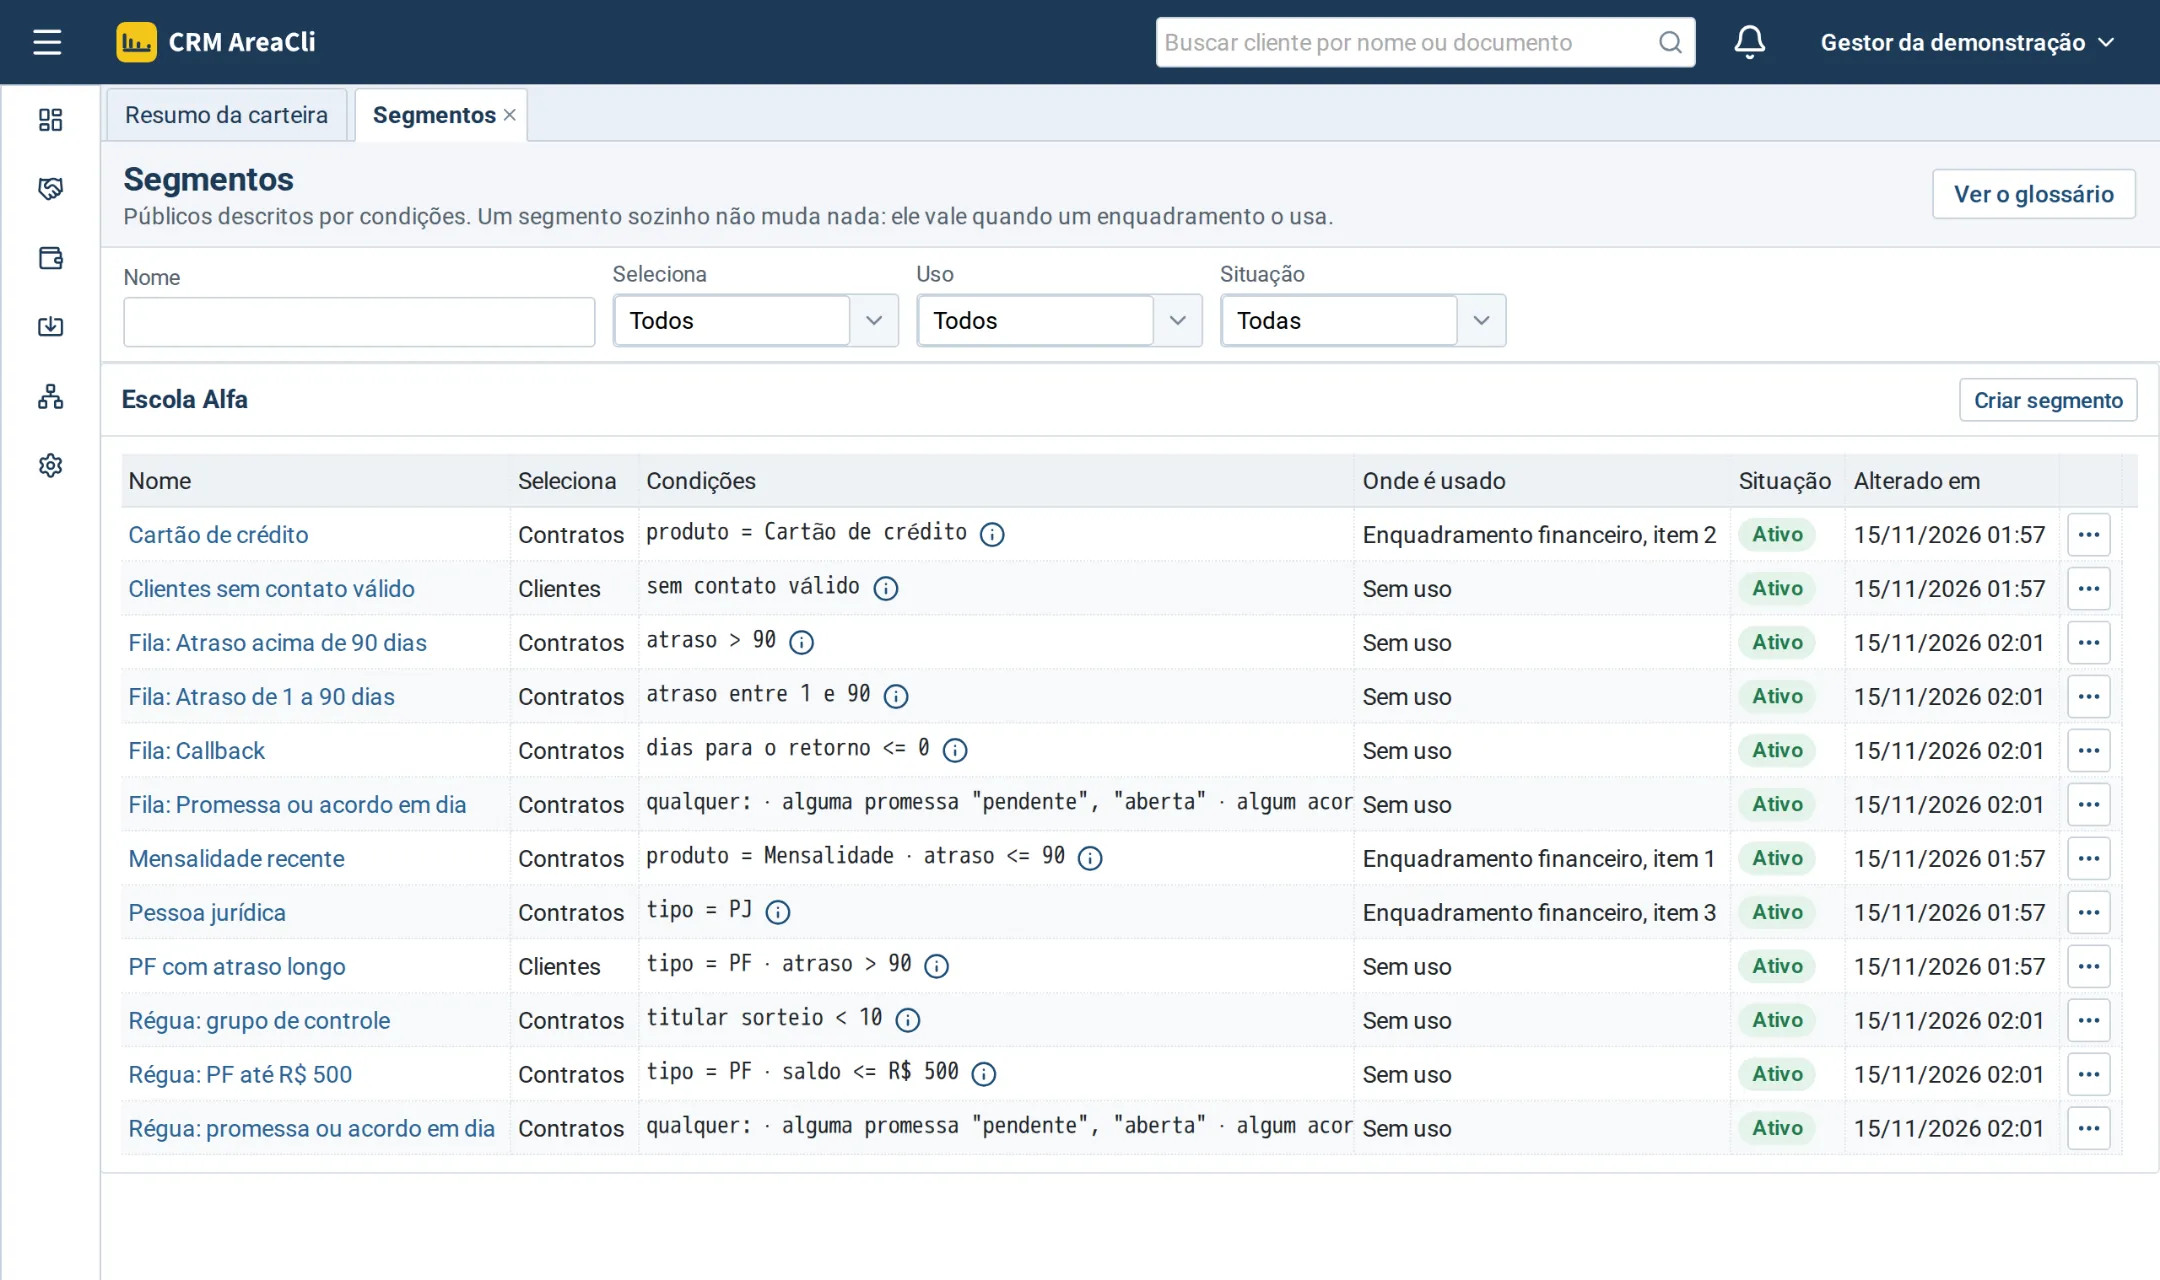 CRM AreaCli
Buscar cliente por nome ou documento
Gestor da demonstração
Resumo da carteira
Segmentos
Segmentos
Públicos descritos por condições. Um segmento sozinho não muda nada: ele vale quando um enquadramento o usa.
Ver o glossário
Nome
Seleciona
Uso
Situação
Todos
Todos
Todas
Escola Alfa
Criar segmento
Nome Seleciona Condições Onde é usado Situação Alterado em
Cartão de crédito Contratos produto = Cartão de crédito Enquadramento financeiro, item 2 Ativo 15/11/2026 01:57
Clientes sem contato válido Clientes sem contato válido Sem uso Ativo 15/11/2026 01:57
Fila: Atraso acima de 90 dias Contratos atraso > 90 Sem uso Ativo 15/11/2026 02:01
Fila: Atraso de 1 a 90 dias Contratos atraso entre 1 e 90 Sem uso Ativo 15/11/2026 02:01
Fila: Callback Contratos dias para o retorno <= 0 Sem uso Ativo 15/11/2026 02:01
Fila: Promessa ou acordo em dia Contratos qualquer: · alguma promessa "pendente", "aberta" · algum acor Sem uso Ativo 15/11/2026 02:01
Mensalidade recente Contratos produto = Mensalidade · atraso <= 90 Enquadramento financeiro, item 1 Ativo 15/11/2026 01:57
Pessoa jurídica Contratos tipo = PJ Enquadramento financeiro, item 3 Ativo 15/11/2026 01:57
PF com atraso longo Clientes tipo = PF · atraso > 90 Sem uso Ativo 15/11/2026 01:57
Régua: grupo de controle Contratos titular sorteio < 10 Sem uso Ativo 15/11/2026 02:01
Régua: PF até R$ 500 Contratos tipo = PF · saldo <= R$ 500 Sem uso Ativo 15/11/2026 02:01
Régua: promessa ou acordo em dia Contratos qualquer: · alguma promessa "pendente", "aberta" · algum acor Sem uso Ativo 15/11/2026 02:01